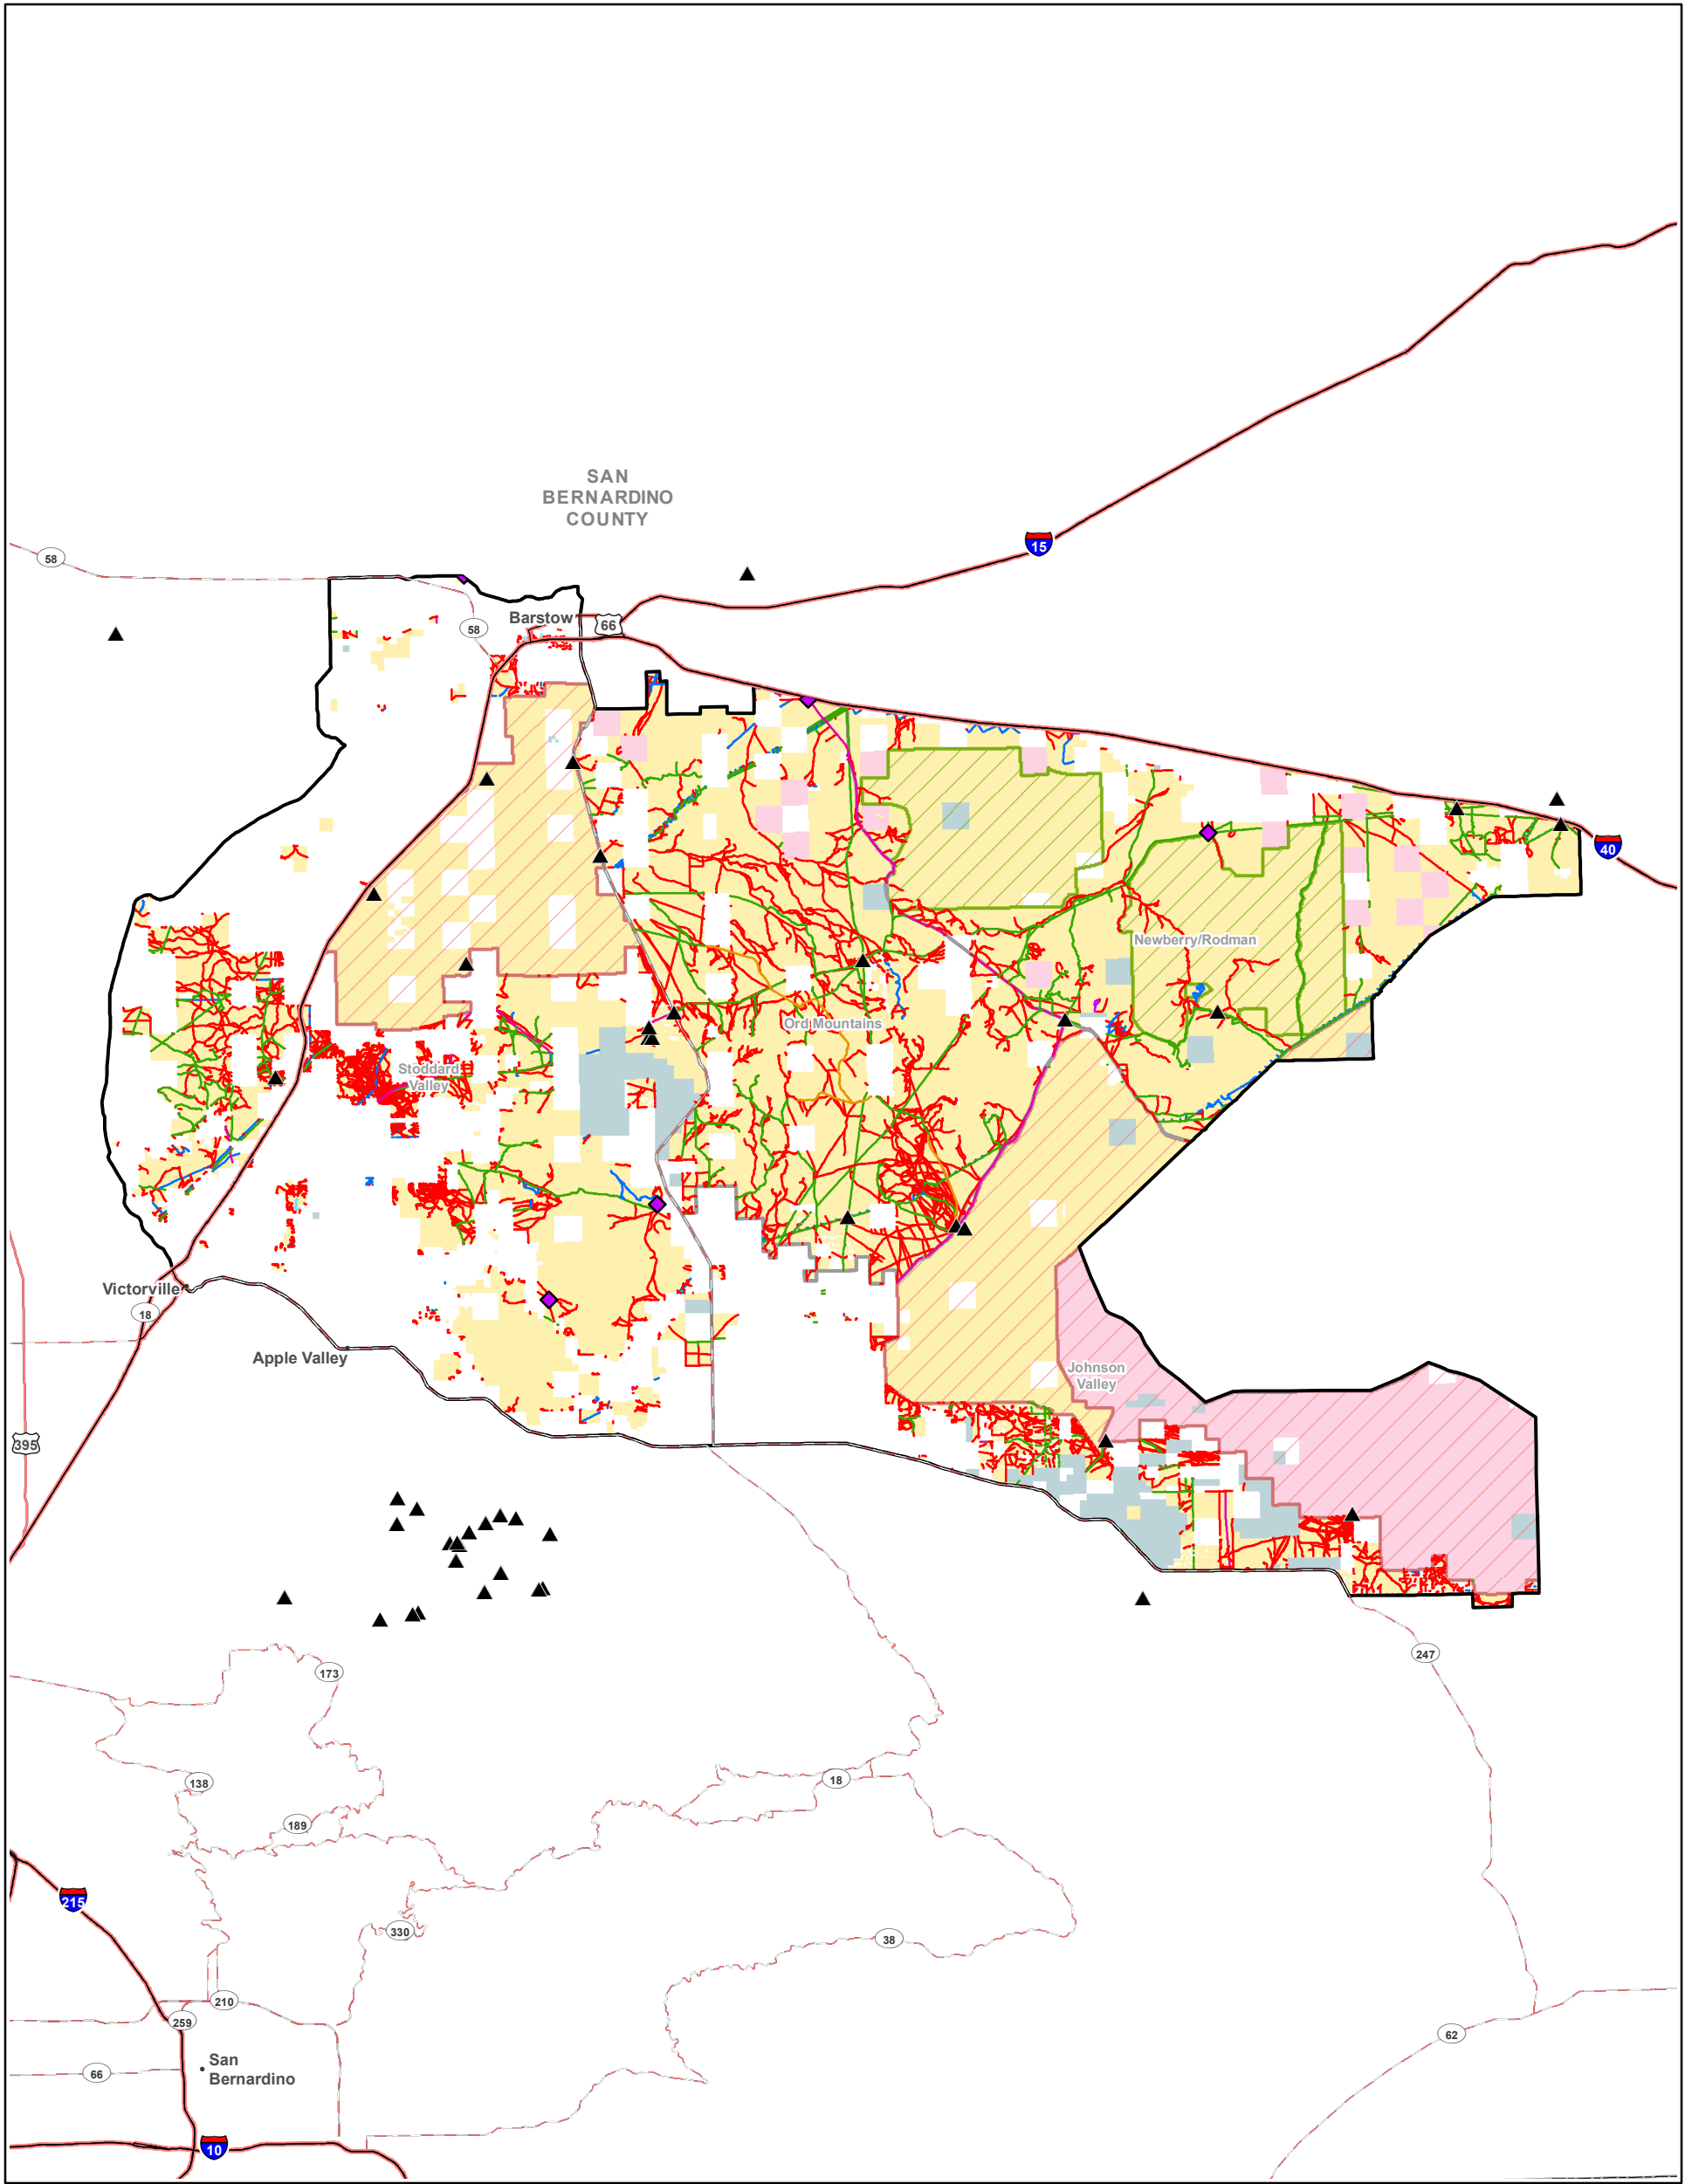 SAN
BERNARDINO
COUNTY
15
58
58
Barstow
66
40
Newberry/Rodman
Ord Mountains
Stoddard
Valley
Victorville
18
Apple Valley
Johnson
Valley
395
247
173
138
18
189
215
330
38
210
259
62
San
Bernardino
66
10